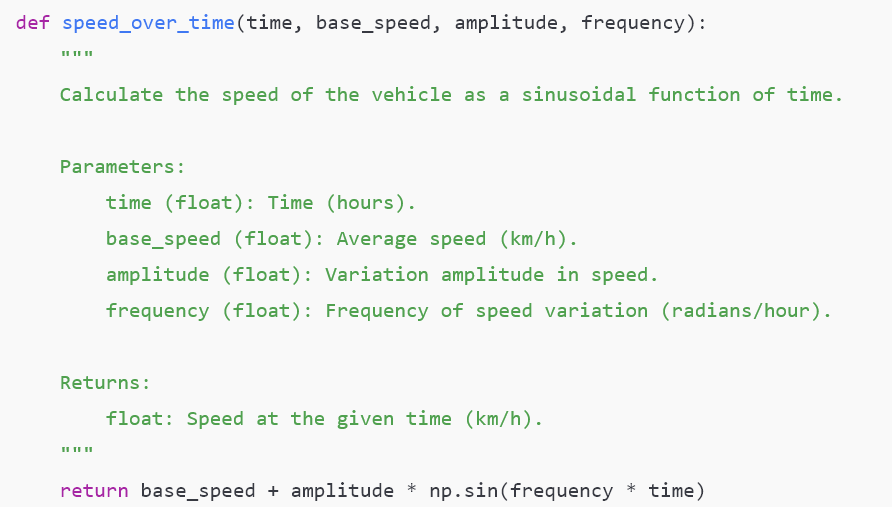 def speed_over_time(time, base_speed, amplitude, frequency):
    """
    Calculate the speed of the vehicle as a sinusoidal function of time.

    Parameters:
        time (float): Time (hours).
        base_speed (float): Average speed (km/h).
        amplitude (float): Variation amplitude in speed.
        frequency (float): Frequency of speed variation (radians/hour).

    Returns:
        float: Speed at the given time (km/h).
    """
    return base_speed + amplitude * np.sin(frequency * time)